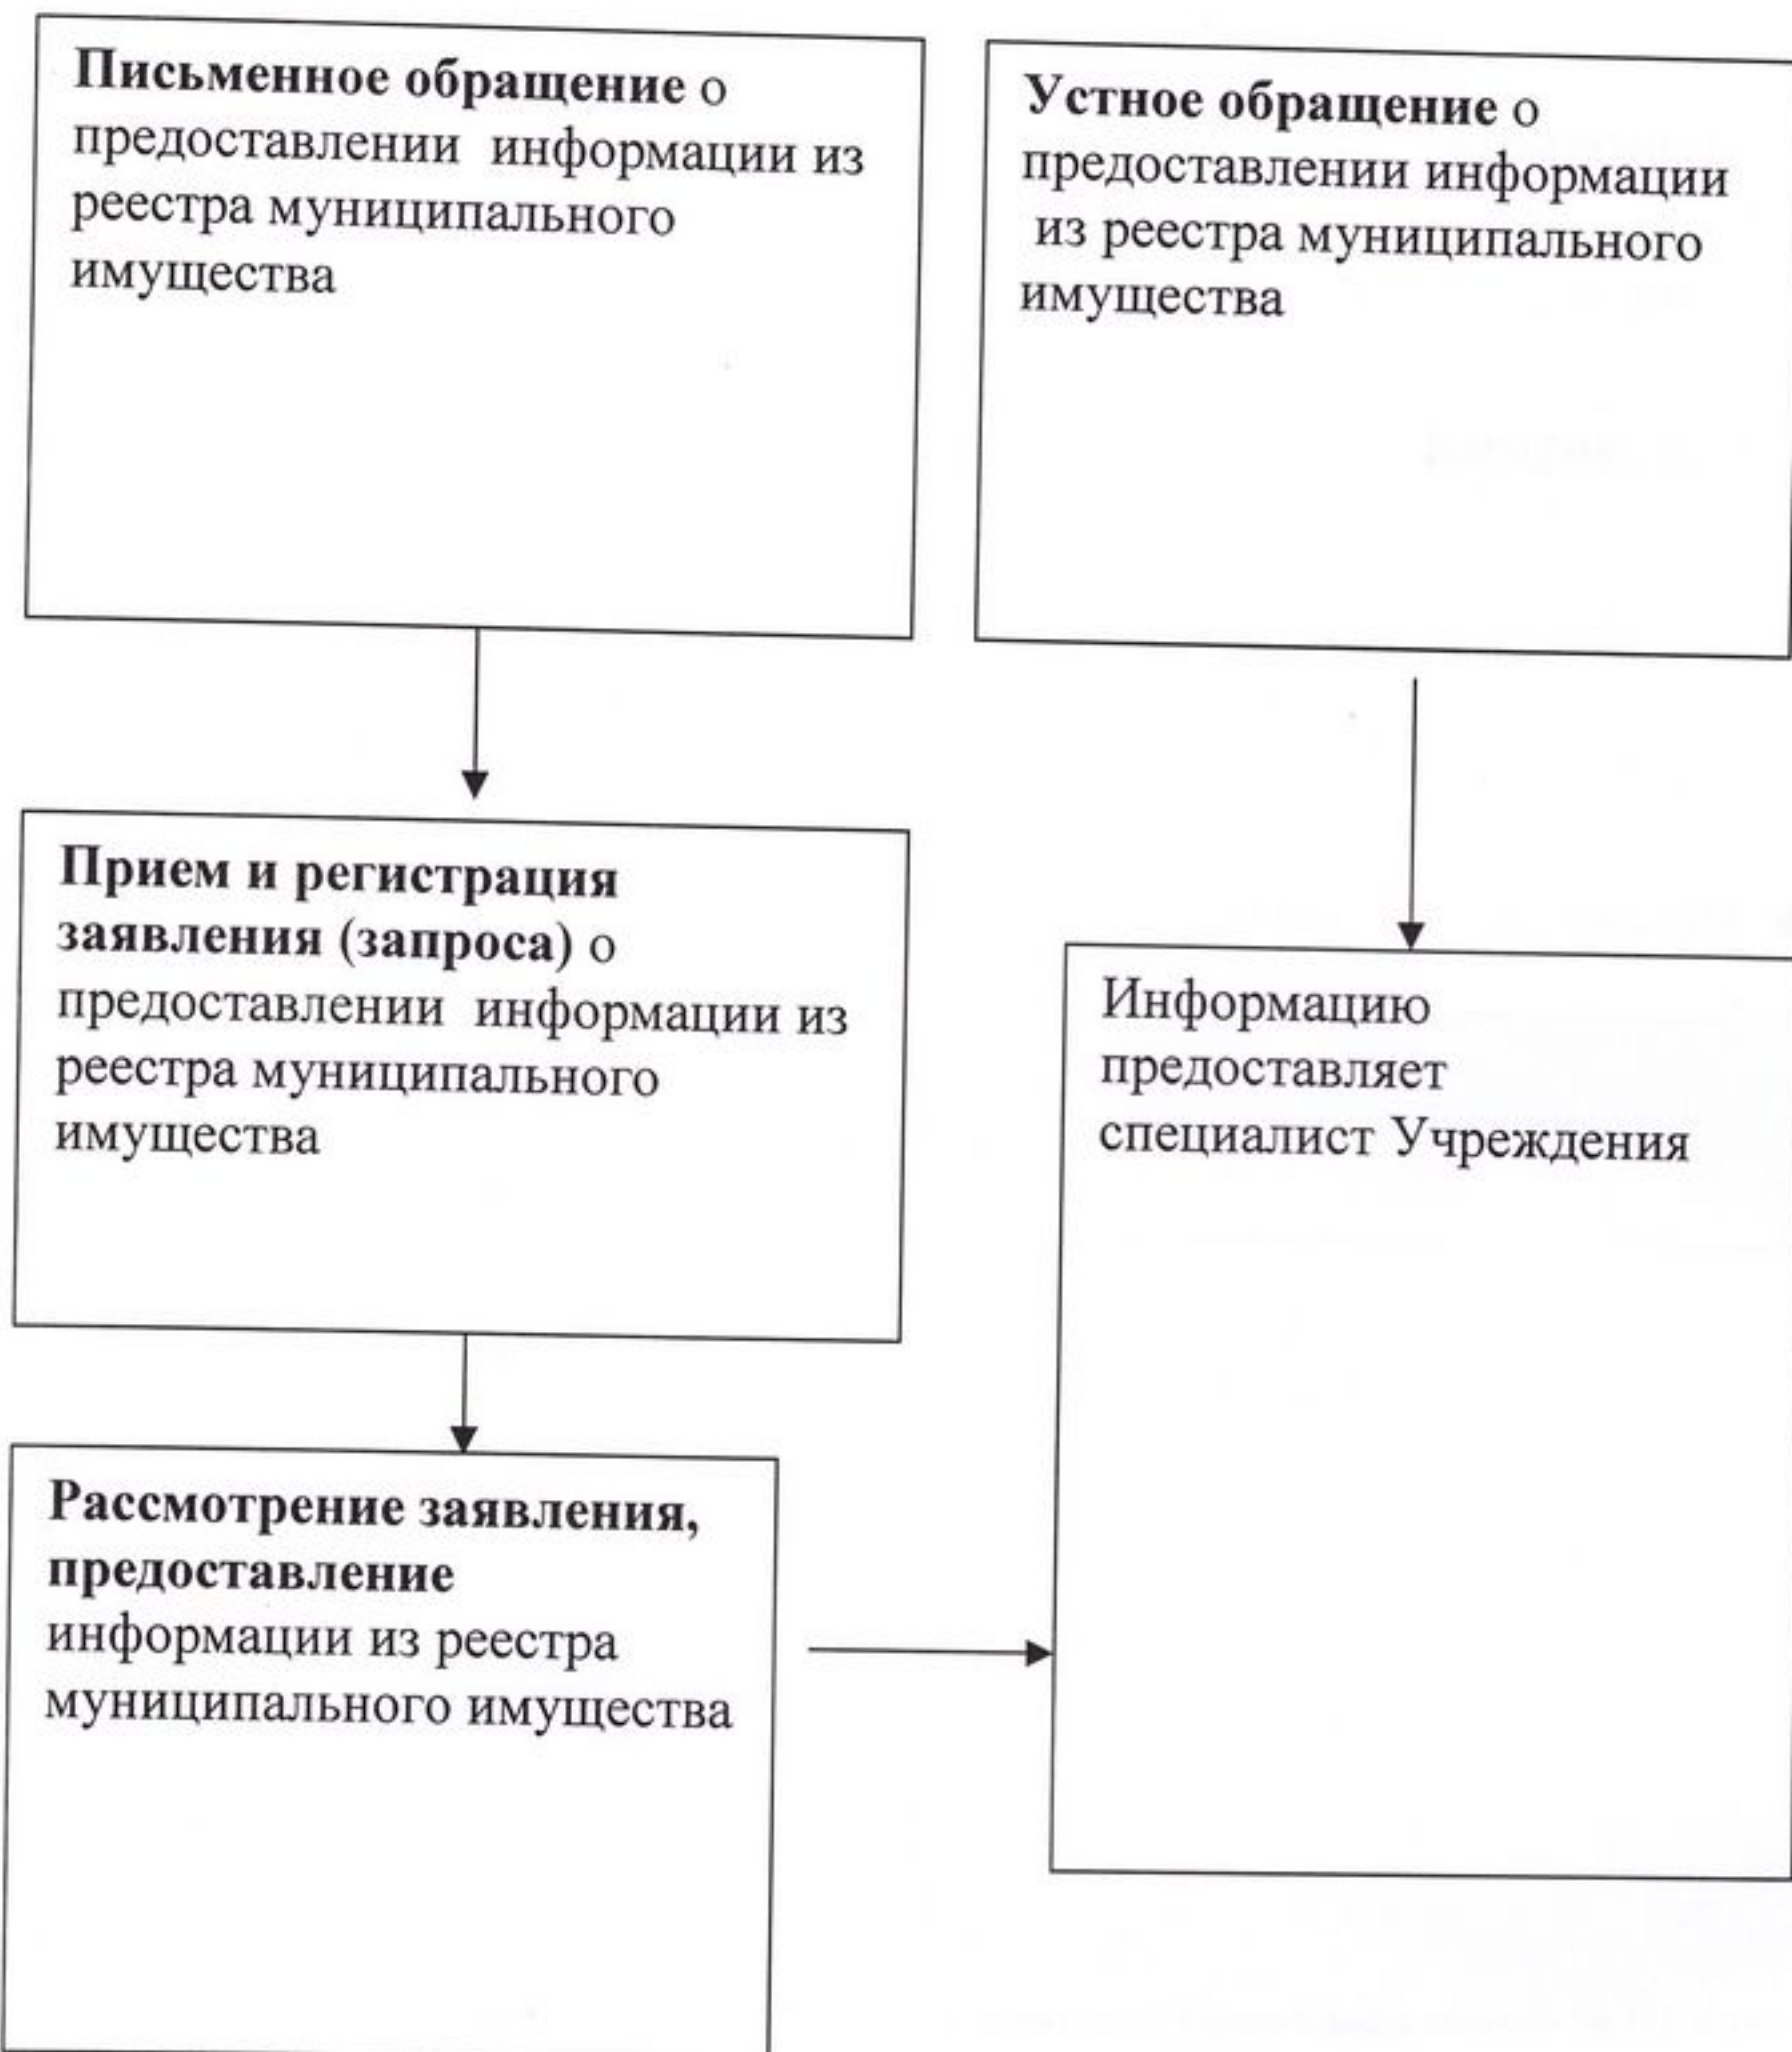 Письменное обращение о
предоставлении информации из
реестра муниципального
имущества
Устное обращение о
предоставлении информации
из реестра муниципального
имущества
Прием и регистрация
заявления (запроса) о
предоставлении информации из
реестра муниципального
имущества
Информацию
предоставляет
специалист Учреждения
Рассмотрение заявления,
предоставление
информации из реестра
муниципального имущества